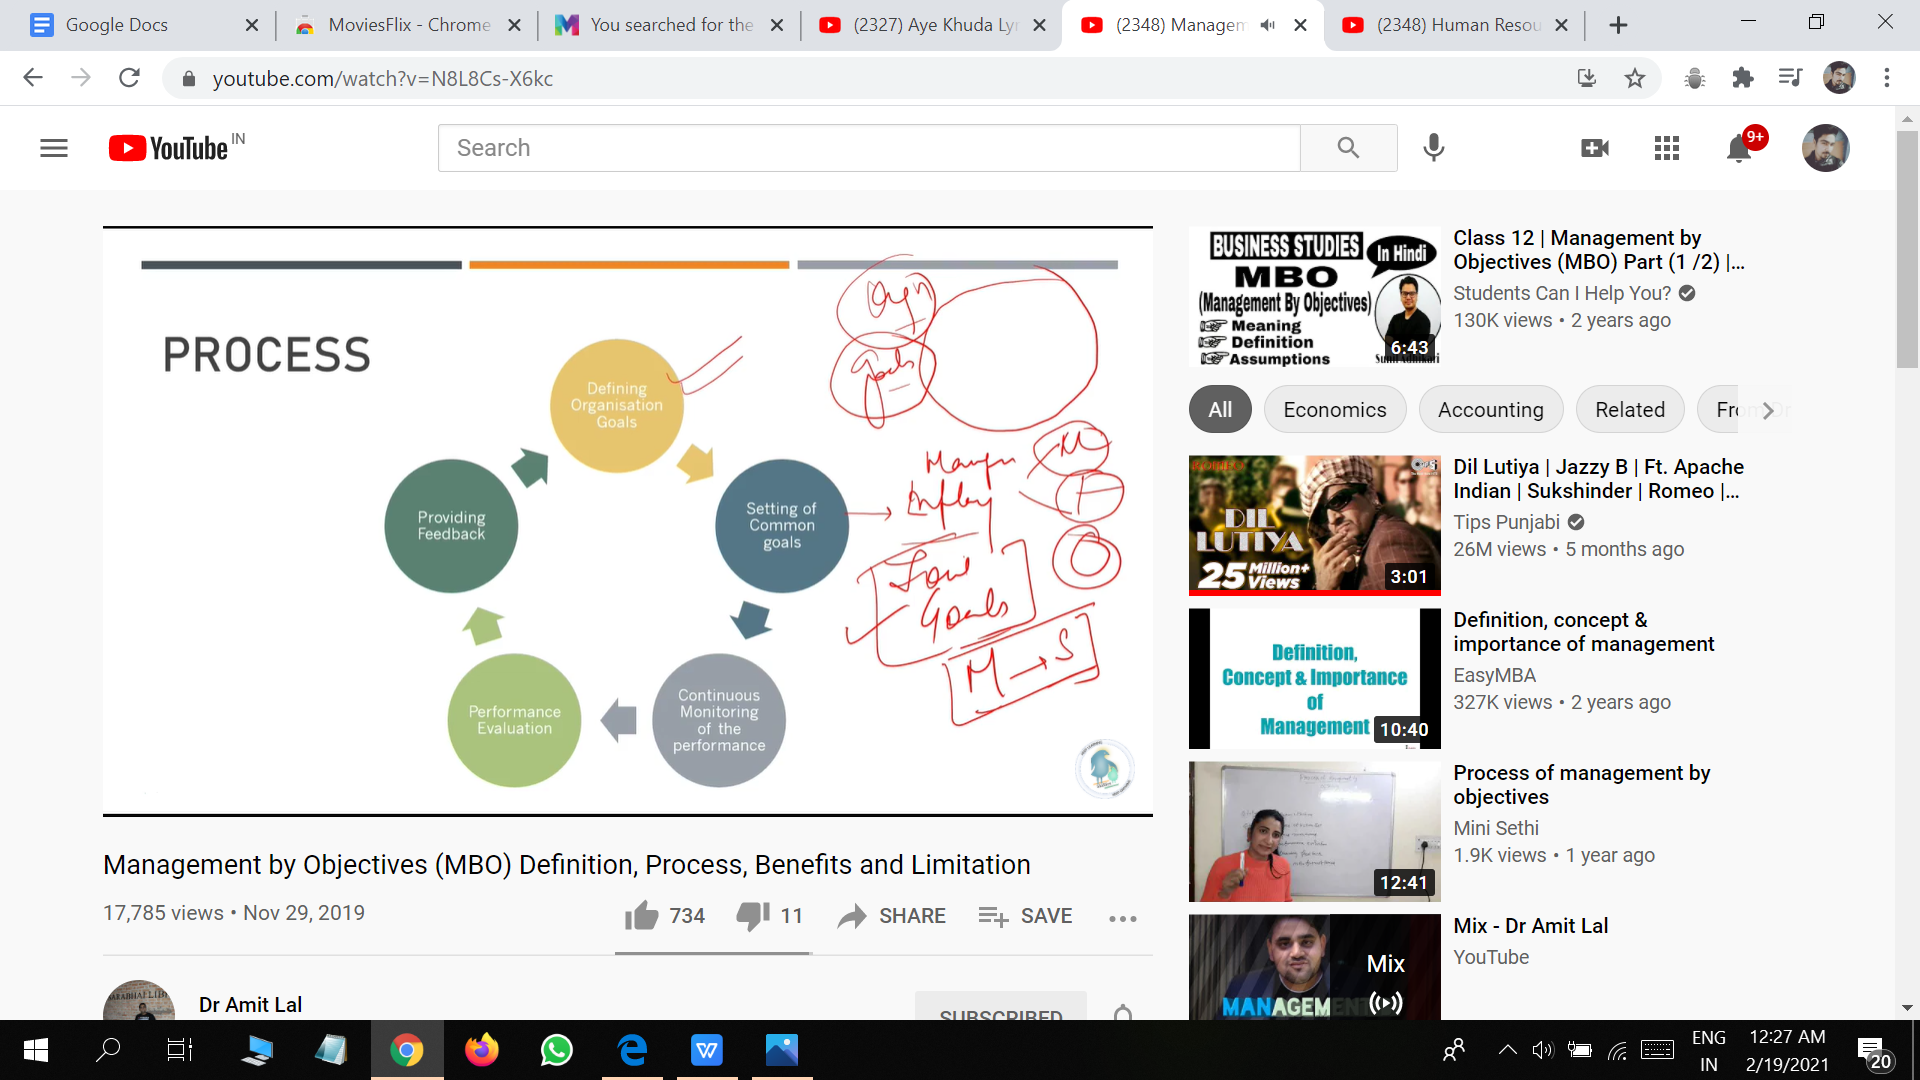 Google Docs
MoviesFlix - Chrome
You searched for the
(2327) Aye Khuda Lyr
(2348) Managem
(2348) Human Resou
youtube.com/watch?v=N8L8Cs-X6kc
YouTube IN
Search
9+
PROCESS
Defining
Organisation
Goals
Setting of
Common
goals
Continuous
Monitoring
of the
performance
Performance
Evaluation
Providing
Feedback
Goals
M
F
O
Goals
M → S
Management by Objectives (MBO) Definition, Process, Benefits and Limitation
17,785 views • Nov 29, 2019
734
11
SHARE
SAVE
Dr Amit Lal
SUBSCRIBED
BUSINESS STUDIES
In Hindi
MBO
(Management By Objectives)
Meaning
Definition
Assumptions
6:43
Class 12 | Management by
Objectives (MBO) Part (1 /2) |...
Students Can I Help You?
130K views • 2 years ago
All
Economics
Accounting
Related
DIL
LUTIYA
25 Million+
Views
3:01
Dil Lutiya | Jazzy B | Ft. Apache
Indian | Sukshinder | Romeo |...
Tips Punjabi
26M views • 5 months ago
Definition,
Concept & Importance
of
Management
10:40
Definition, concept &
importance of management
EasyMBA
327K views • 2 years ago
12:41
Process of management by
objectives
Mini Sethi
1.9K views • 1 year ago
MANAGEMENT
Mix
Mix - Dr Amit Lal
YouTube
ENG
IN
12:27 AM
2/19/2021
20